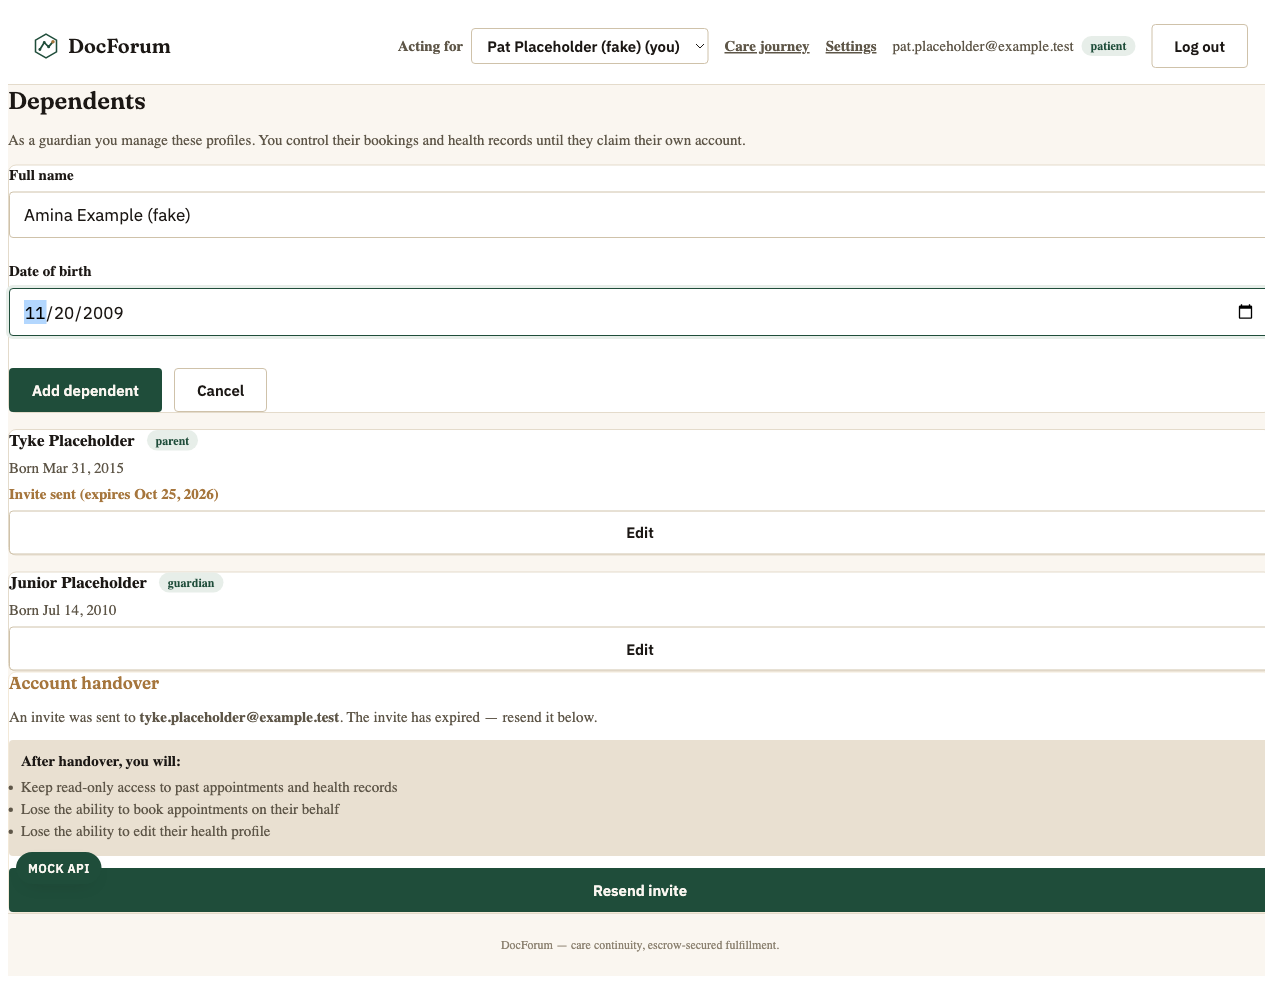 DocForum
Acting for Pat Placeholder (fake) (you) Care journey Settings pat.placeholder@example.test patient Log out
Dependents
As a guardian you manage these profiles. You control their bookings and health records until they claim their own account.
Full name
Amina Example (fake)
Date of birth
11/20/2009
Add dependent Cancel
Tyke Placeholder parent
Born Mar 31, 2015
Invite sent (expires Oct 25, 2026)
Edit
Junior Placeholder guardian
Born Jul 14, 2010
Edit
Account handover
An invite was sent to tyke.placeholder@example.test. The invite has expired — resend it below.
After handover, you will:
• Keep read-only access to past appointments and health records
• Lose the ability to book appointments on their behalf
• Lose the ability to edit their health profile
MOCK API
Resend invite
DocForum — care continuity, escrow-secured fulfillment.